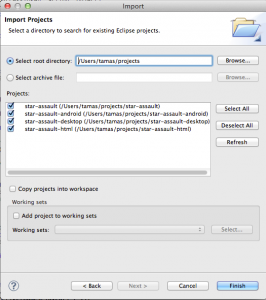 Import
Import Projects
Select a directory to search for existing Eclipse projects.
Select root directory: /Users/tamas/projects Browse...
Select archive file: Browse...
Projects:
star-assault (/Users/tamas/projects/star-assault) Select All
star-assault-android (/Users/tamas/projects/star-assault-android)
star-assault-desktop (/Users/tamas/projects/star-assault-desktop) Deselect All
star-assault-html (/Users/tamas/projects/star-assault-html)
Refresh
Copy projects into workspace
Working sets
Add project to working sets
Working sets: Select...
? < Back Next > Cancel Finish